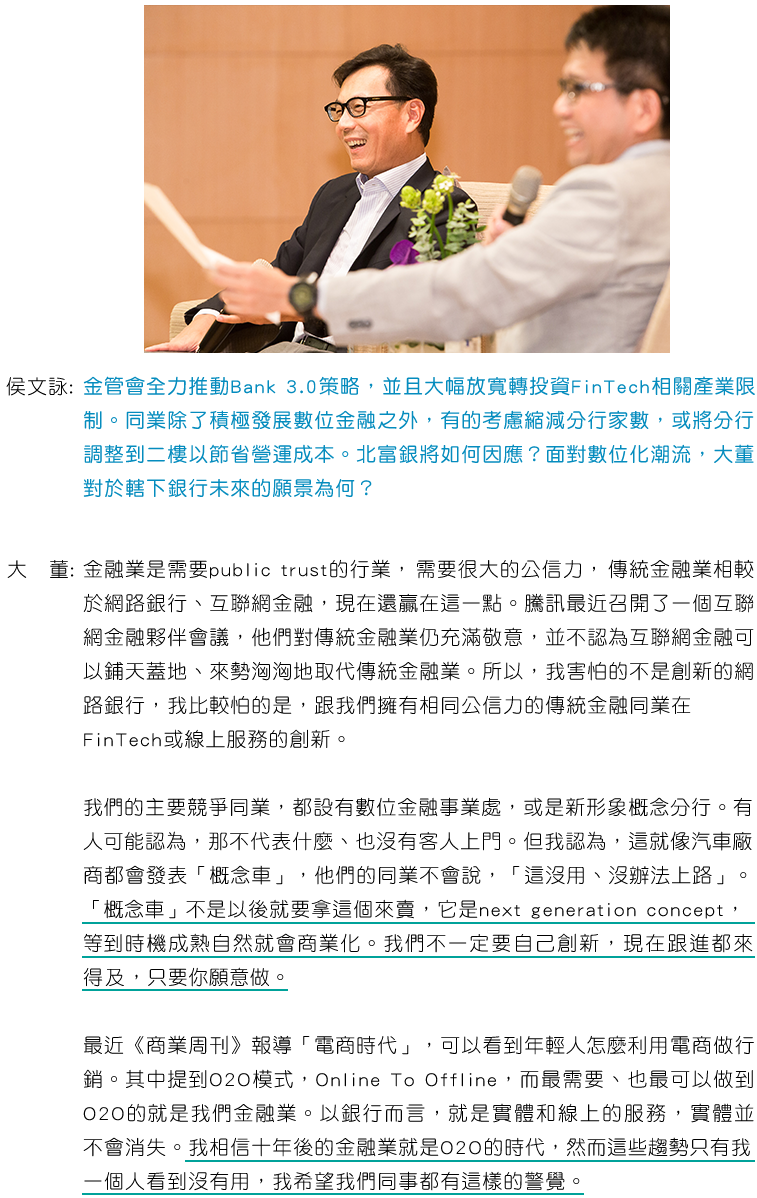 侯文詠: 金管會全力推動Bank 3.0策略，並且大幅放寬轉投資FinTech相關產業限
制。同業除了積極發展數位金融之外，有的考慮縮減分行家數，或將分行
調整到二樓以節省營運成本。北富銀將如何因應？面對數位化潮流，大董
對於轄下銀行未來的願景為何？
大　董: 金融業是需要public trust的行業，需要很大的公信力，傳統金融業相較
於網路銀行、互聯網金融，現在還贏在這一點。騰訊最近召開了一個互聯
網金融夥伴會議，他們對傳統金融業仍充滿敬意，並不認為互聯網金融可
以鋪天蓋地、來勢洶洶地取代傳統金融業。所以，我害怕的不是創新的網
路銀行，我比較怕的是，跟我們擁有相同公信力的傳統金融同業在
FinTech或線上服務的創新。
我們的主要競爭同業，都設有數位金融事業處，或是新形象概念分行。有
人可能認為，那不代表什麼、也沒有客人上門。但我認為，這就像汽車廠
商都會發表「概念車」，他們的同業不會說，「這沒用、沒辦法上路」。
「概念車」不是以後就要拿這個來賣，它是next generation concept，
等到時機成熟自然就會商業化。我們不一定要自己創新，現在跟進都來
得及，只要你願意做。
最近《商業周刊》報導「電商時代」，可以看到年輕人怎麼利用電商做行
銷。其中提到O2O模式，Online To Offline，而最需要、也最可以做到
O2O的就是我們金融業。以銀行而言，就是實體和線上的服務，實體並
不會消失。我相信十年後的金融業就是O2O的時代，然而這些趨勢只有我
一個人看到沒有用，我希望我們同事都有這樣的警覺。